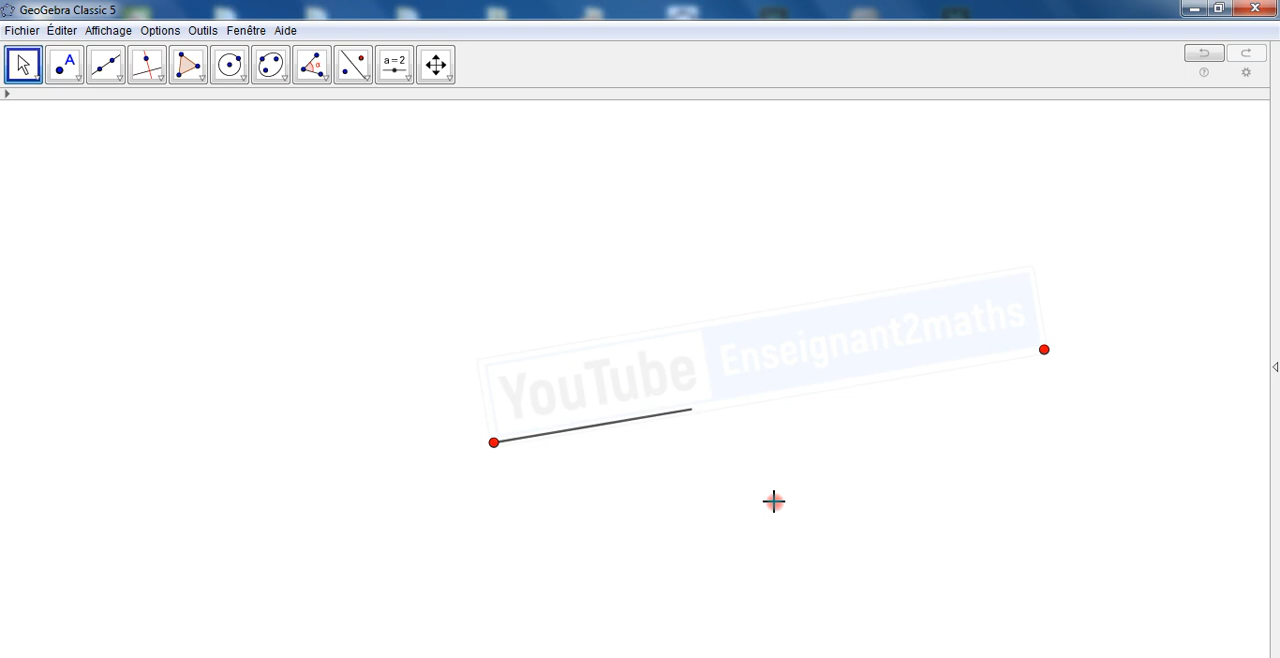 GeoGebra Classic 5
Fichier Éditer Affichage Options Outils Fenêtre Aide
A
α
a=2
YouTube Enseignant2maths